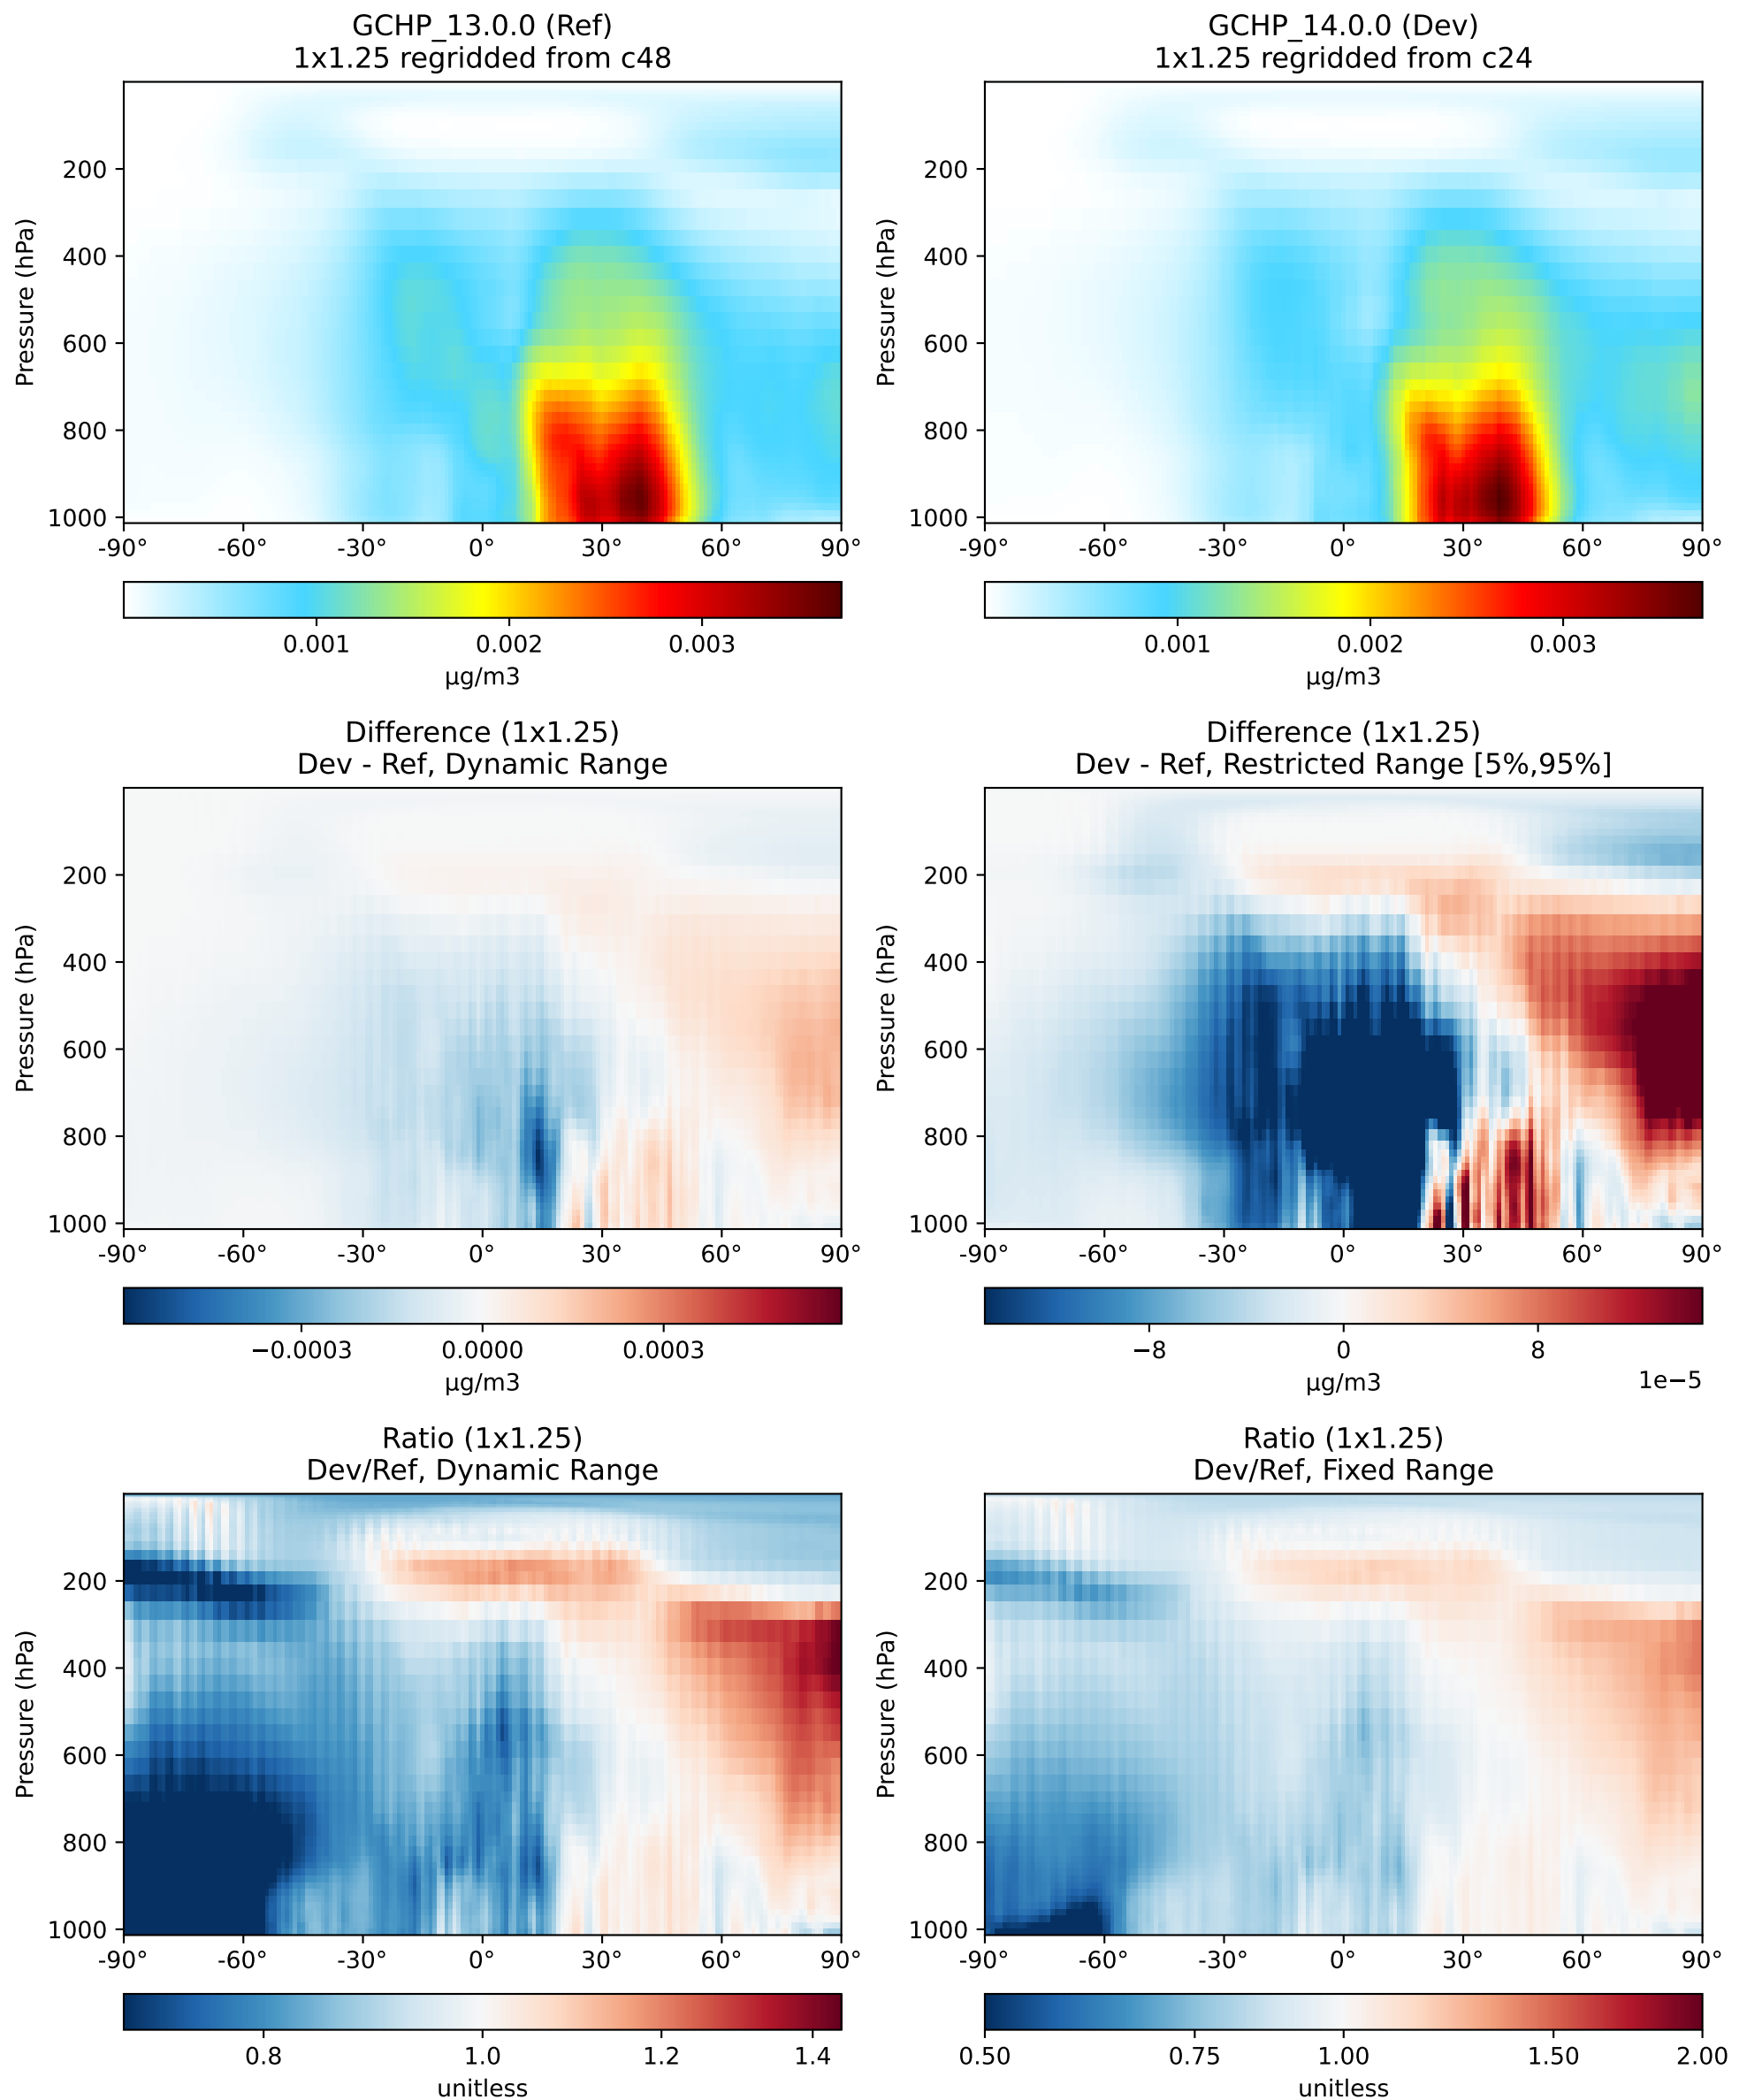 GCHP_13.0.0 (Ref)
1x1.25 regridded from c48
Pressure (hPa)
200
400
600
800
1000
-90° -60° -30° 0° 30° 60° 90°
0.001 0.002 0.003
μg/m3
GCHP_14.0.0 (Dev)
1x1.25 regridded from c24
Pressure (hPa)
200
400
600
800
1000
-90° -60° -30° 0° 30° 60° 90°
0.001 0.002 0.003
μg/m3
Difference (1x1.25)
Dev - Ref, Dynamic Range
Pressure (hPa)
200
400
600
800
1000
-90° -60° -30° 0° 30° 60° 90°
−0.0003 0.0000 0.0003
μg/m3
Difference (1x1.25)
Dev - Ref, Restricted Range [5%,95%]
Pressure (hPa)
200
400
600
800
1000
-90° -60° -30° 0° 30° 60° 90°
−8 0 8
μg/m3 1e−5
Ratio (1x1.25)
Dev/Ref, Dynamic Range
Pressure (hPa)
200
400
600
800
1000
-90° -60° -30° 0° 30° 60° 90°
0.8 1.0 1.2 1.4
unitless
Ratio (1x1.25)
Dev/Ref, Fixed Range
Pressure (hPa)
200
400
600
800
1000
-90° -60° -30° 0° 30° 60° 90°
0.50 0.75 1.00 1.50 2.00
unitless